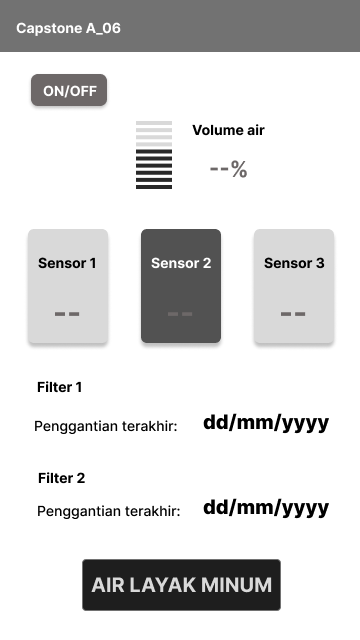 Capstone A_06
ON/OFF
Volume air
--%
Sensor 1 Sensor 2 Sensor 3
-- -- --
Filter 1
Penggantian terakhir: dd/mm/yyyy
Filter 2
Penggantian terakhir: dd/mm/yyyy
AIR LAYAK MINUM